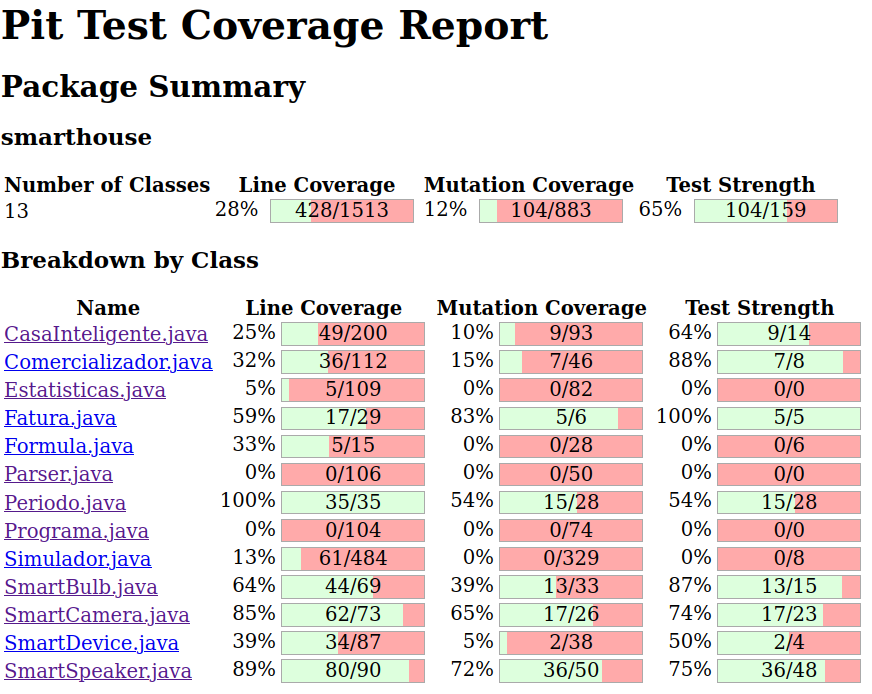 Pit Test Coverage Report
Package Summary
smarthouse
Number of Classes Line Coverage Mutation Coverage Test Strength
13 28% 428/1513 12% 104/883 65% 104/159
Breakdown by Class
Name Line Coverage Mutation Coverage Test Strength
CasaInteligente.java 25% 49/200 10% 9/93 64% 9/14
Comercializador.java 32% 36/112 15% 7/46 88% 7/8
Estatisticas.java 5% 5/109 0% 0/82 0% 0/0
Fatura.java 59% 17/29 83% 5/6 100% 5/5
Formula.java 33% 5/15 0% 0/28 0% 0/6
Parser.java 0% 0/106 0% 0/50 0% 0/0
Periodo.java 100% 35/35 54% 15/28 54% 15/28
Programa.java 0% 0/104 0% 0/74 0% 0/0
Simulador.java 13% 61/484 0% 0/329 0% 0/8
SmartBulb.java 64% 44/69 39% 13/33 87% 13/15
SmartCamera.java 85% 62/73 65% 17/26 74% 17/23
SmartDevice.java 39% 34/87 5% 2/38 50% 2/4
SmartSpeaker.java 89% 80/90 72% 36/50 75% 36/48